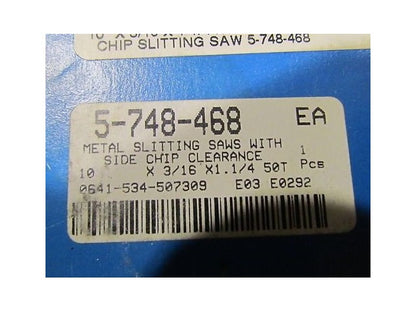 CHIP SLITTING SAW 5-748-468
5-748-468 EA
METAL SLITTING SAWS WITH 1
SIDE CHIP CLEARANCE Pcs
10 X 3/16 X1.1/4 50T
0641-534-507309 E03 E0292